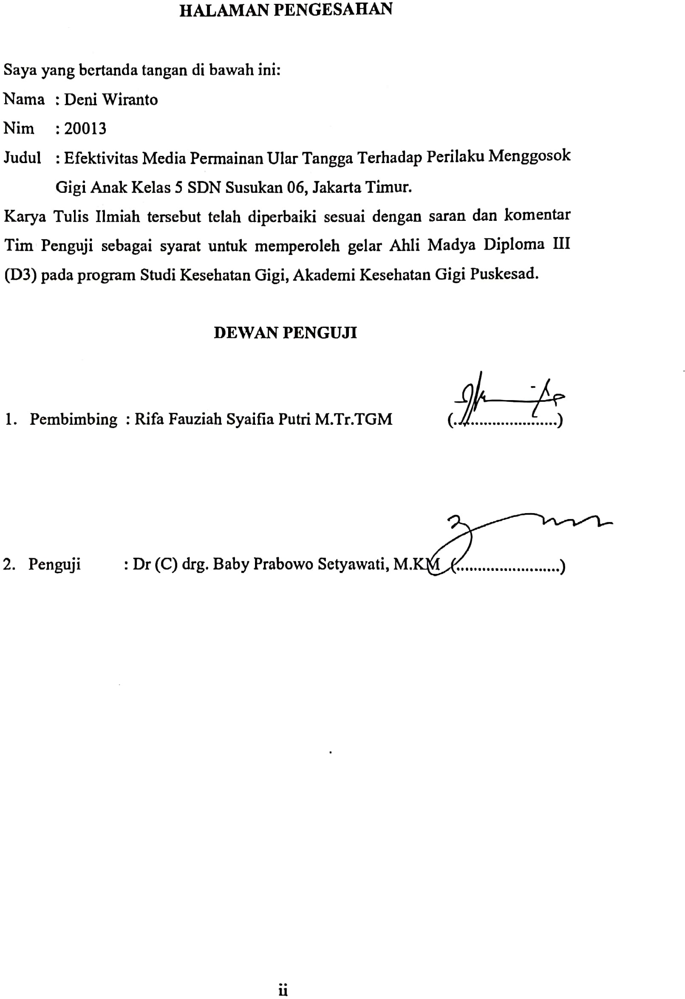 HALAMAN PENGESAHAN
Saya yang bertanda tangan di bawah ini:
Nama : Deni Wiranto
Nim : 20013
Judul : Efektivitas Media Permainan Ular Tangga Terhadap Perilaku Menggosok
Gigi Anak Kelas 5 SDN Susukan 06, Jakarta Timur.
Karya Tulis Ilmiah tersebut telah diperbaiki sesuai dengan saran dan komentar
Tim Penguji sebagai syarat untuk memperoleh gelar Ahli Madya Diploma III
(D3) pada program Studi Kesehatan Gigi, Akademi Kesehatan Gigi Puskesad.
DEWAN PENGUJI
1. Pembimbing : Rifa Fauziah Syaifia Putri M.Tr.TGM (........................)
2. Penguji : Dr (C) drg. Baby Prabowo Setyawati, M.KM (........................)
ii